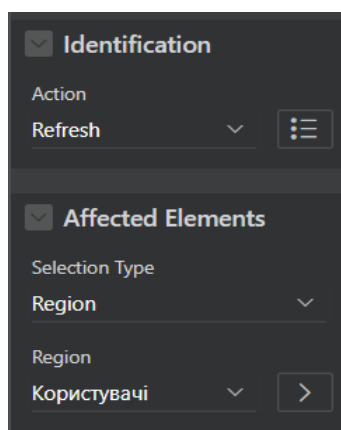 Identification
Action
Refresh
Affected Elements
Selection Type
Region
Region
Користувачі